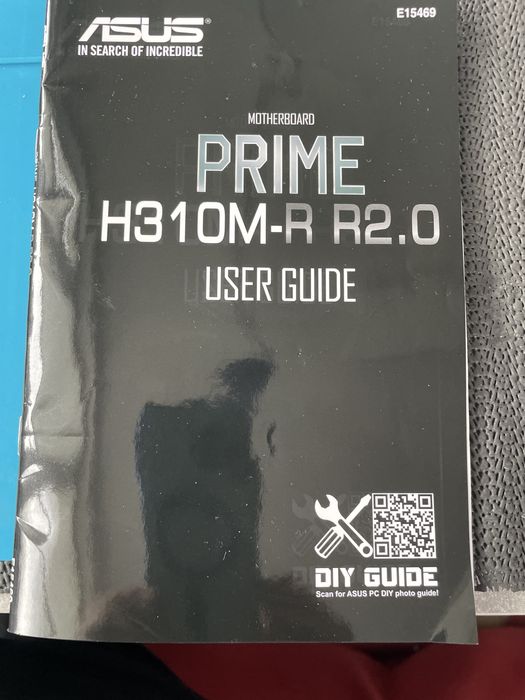 E15469
ASUS
IN SEARCH OF INCREDIBLE
MOTHERBOARD
PRIME
H310M-R R2.0
USER GUIDE
DIY GUIDE
Scan for ASUS PC DIY photo guide!